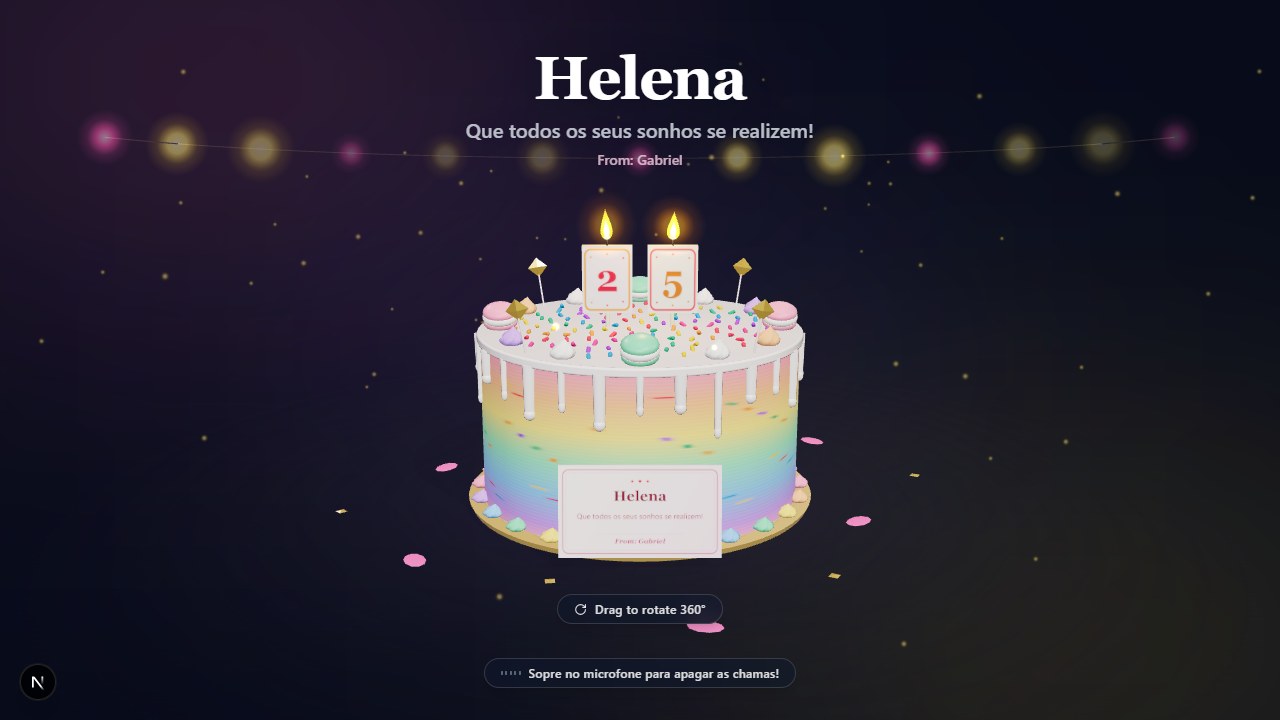 Helena
Que todos os seus sonhos se realizem!
From: Gabriel
2 5
Helena
Que todos os seus sonhos se realizem!
From: Gabriel
Drag to rotate 360°
Sopre no microfone para apagar as chamas!
N